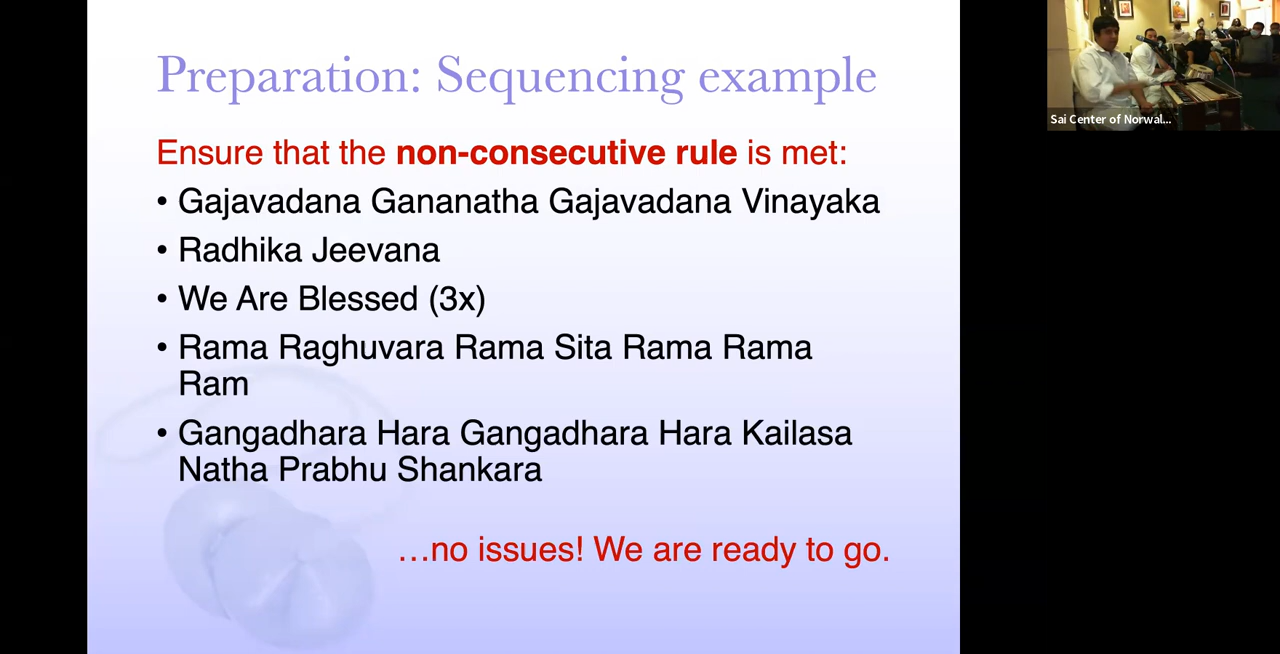 Preparation: Sequencing example
Ensure that the non-consecutive rule is met:
• Gajavadana Gananatha Gajavadana Vinayaka
• Radhika Jeevana
• We Are Blessed (3x)
• Rama Raghuvara Rama Sita Rama Rama
Ram
• Gangadhara Hara Gangadhara Hara Kailasa
Natha Prabhu Shankara
...no issues! We are ready to go.
Sai Center of Norwal...